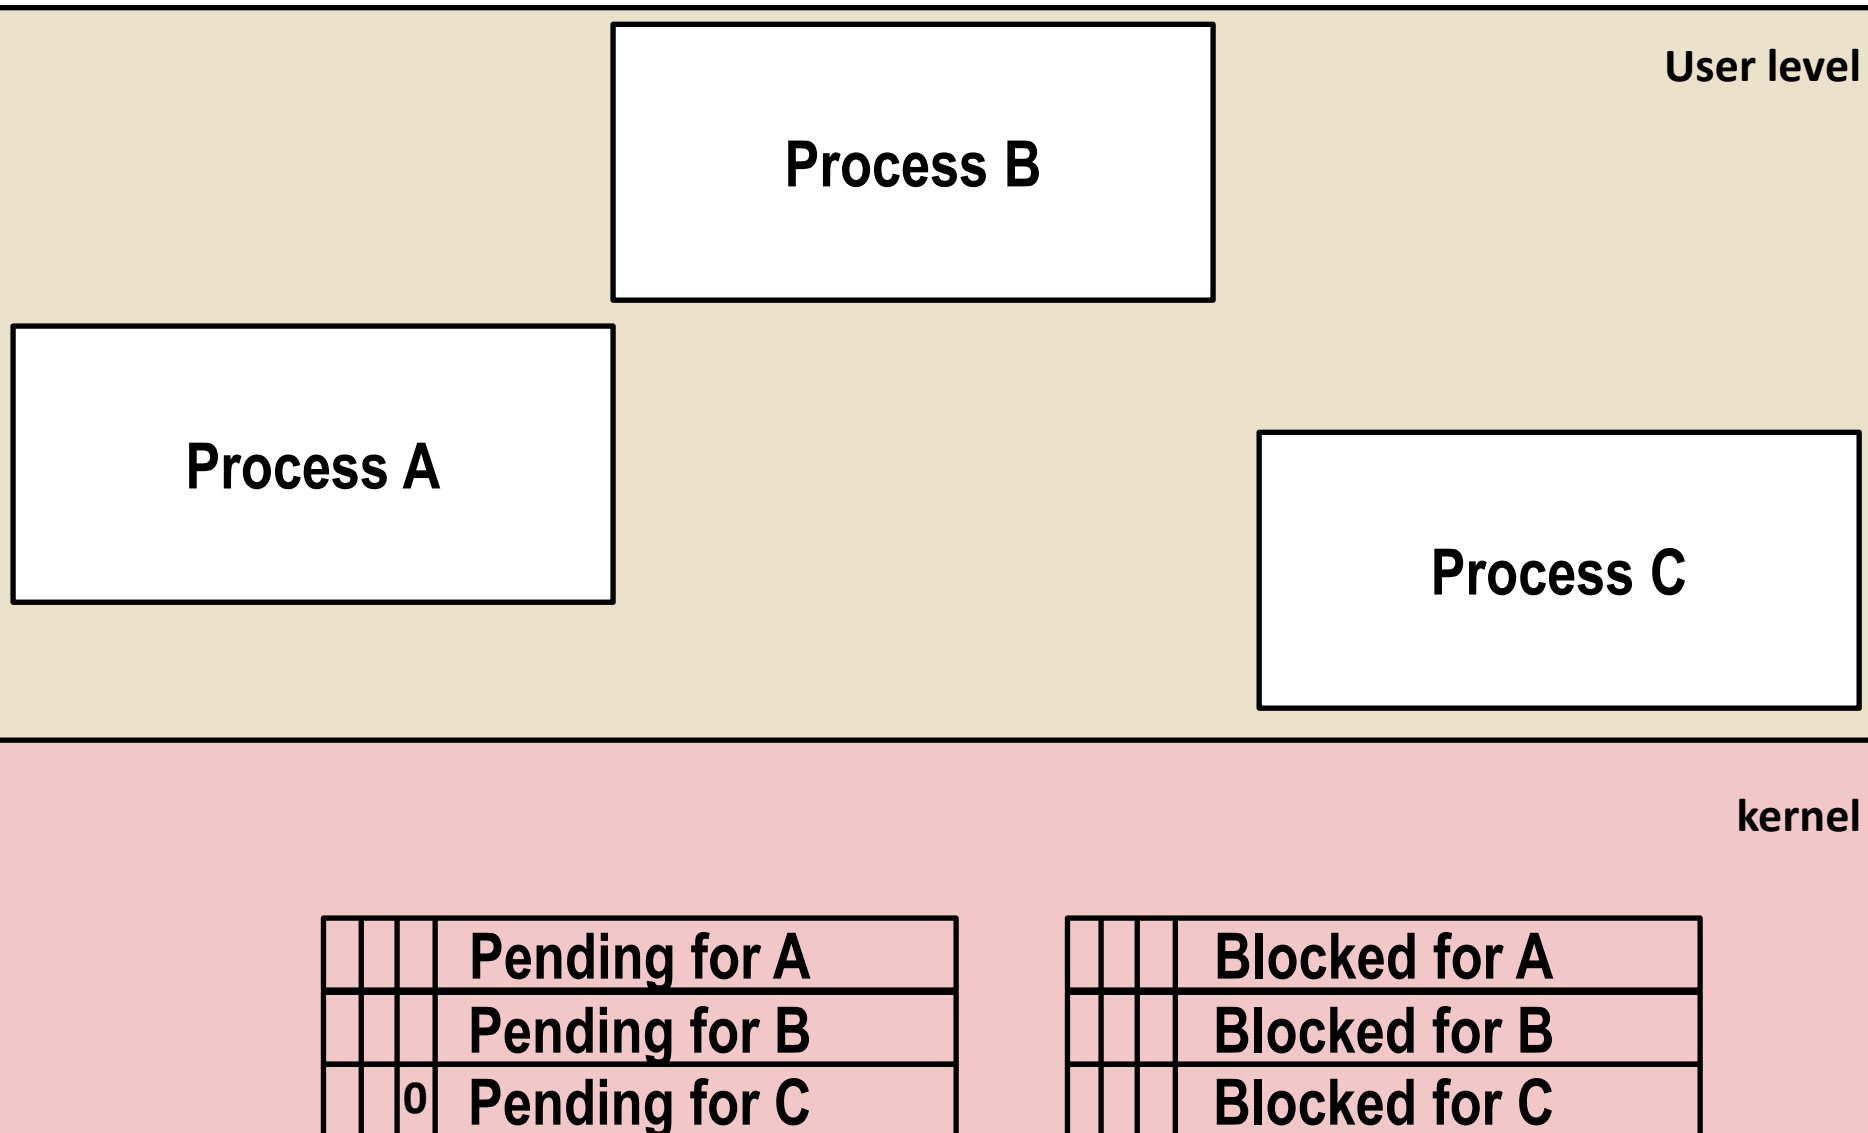 User level
Process B
Process A
Process C
kernel
Pending for A
Blocked for A
Pending for B
Blocked for B
0 Pending for C
Blocked for C